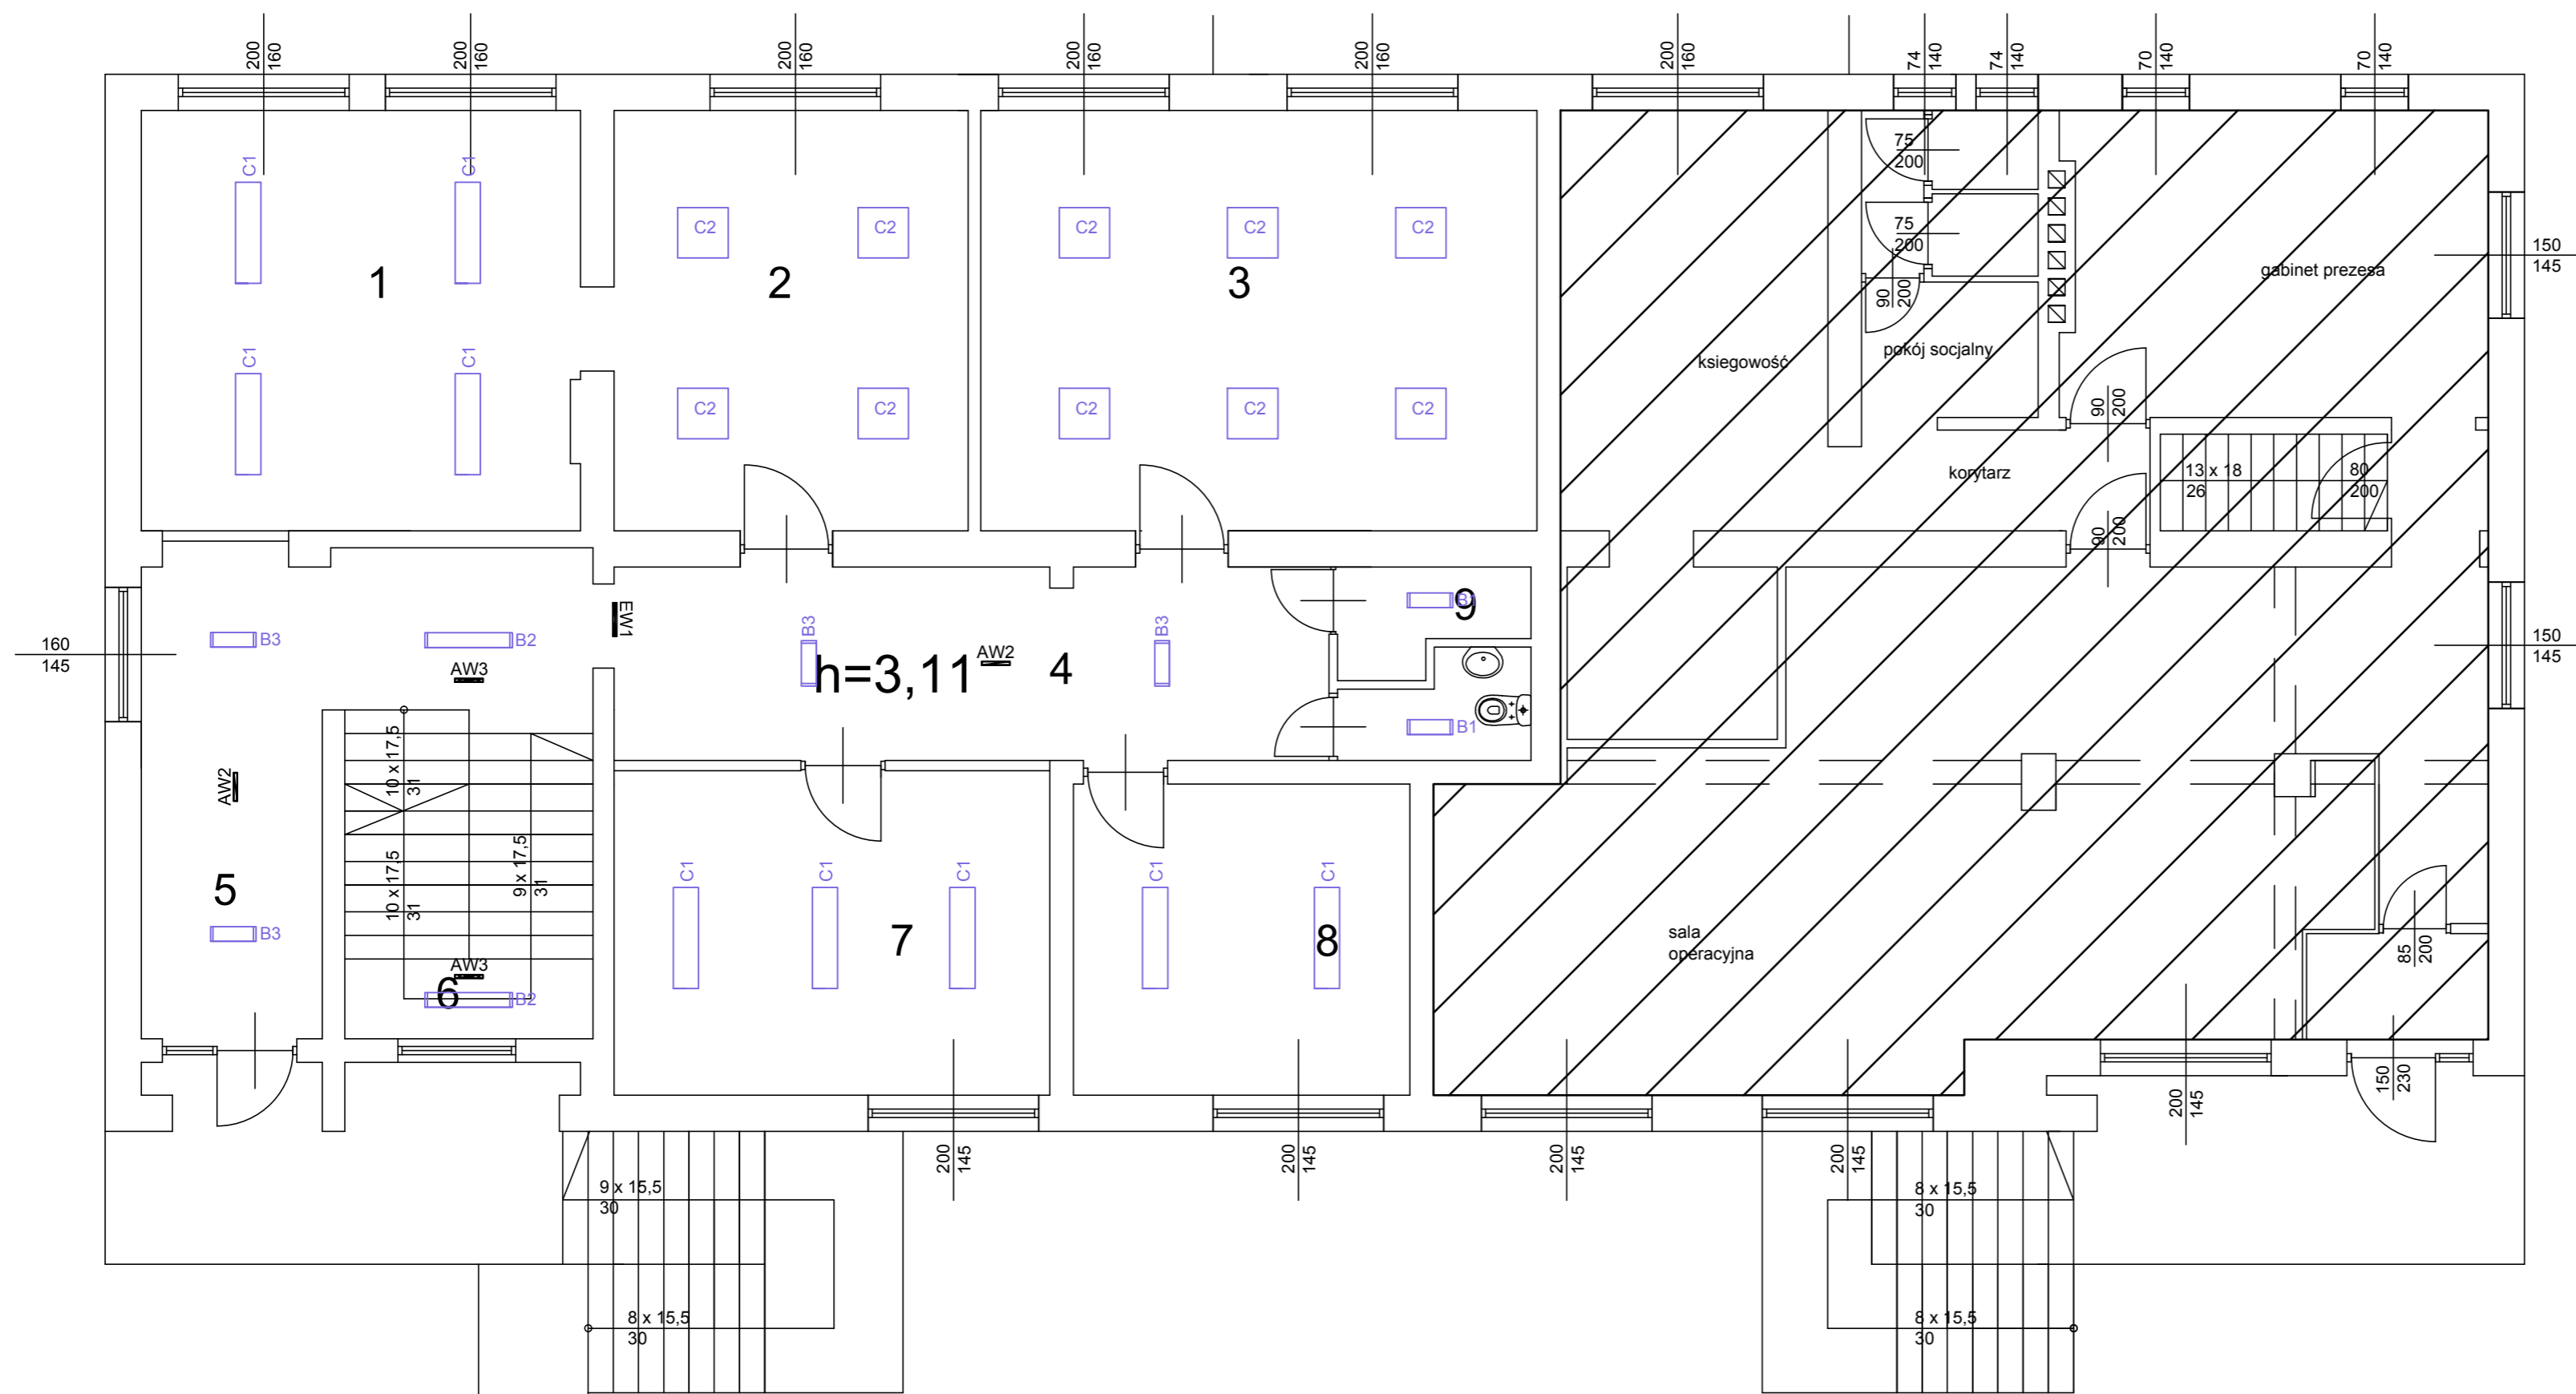 200
160
200
160
200
160
200
160
200
160
200
160
74
140
74
140
70
140
70
140
C1
C1
75
200
C2
C2
C2
C2
C2
75
200
150
145
1
2
3
gabinet prezesa
90
200
C1
C1
ksiegowość
pokój socjalny
C2
C2
C2
C2
C2
90
200
korytarz
13 x 18
26
80
200
90
200
EW1
B1
9
160
145
B3
B2
B3
B3
150
145
AW3
h=3,11
AW2
4
B1
10 x 17,5
31
AW2
10 x 17,5
31
9 x 17,5
31
C1
C1
C1
C1
C1
5
B3
7
8
sala
operacyjna
85
200
AW3
6
B2
150
230
200
145
200
145
200
145
200
145
200
145
9 x 15,5
30
8 x 15,5
30
8 x 15,5
30
8 x 15,5
30